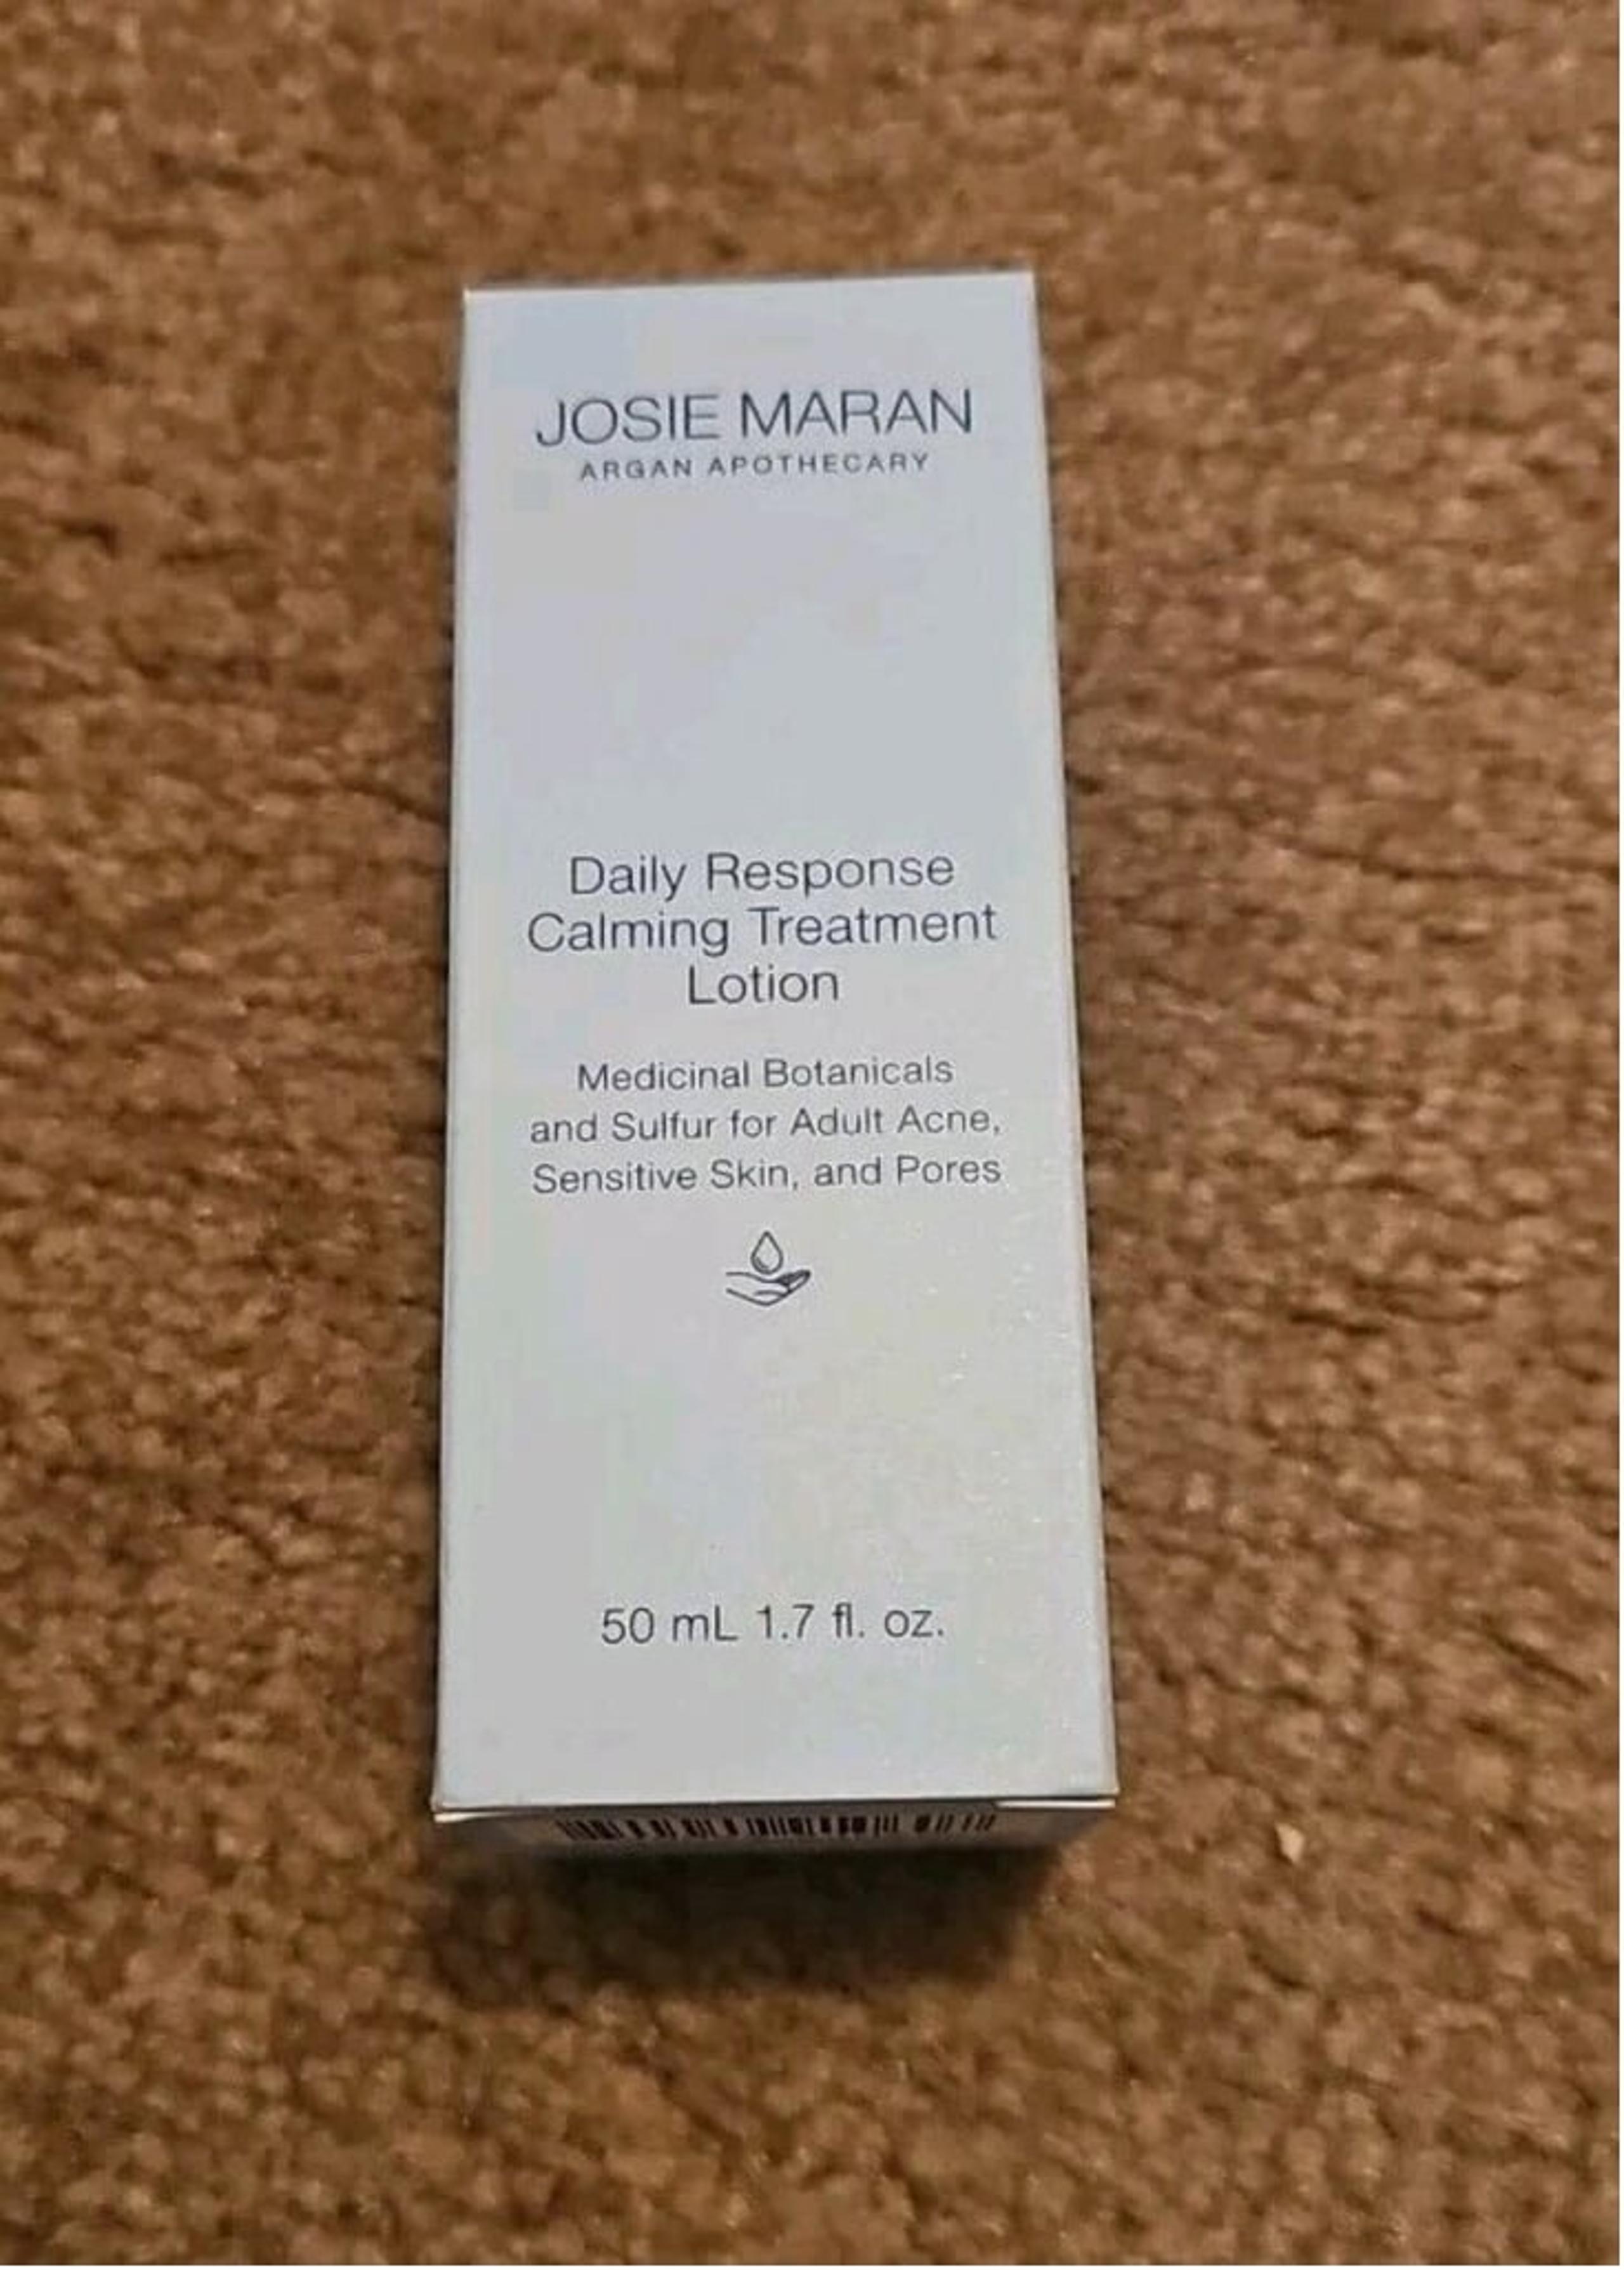 JOSIE MARAN
ARGAN APOTHECARY
Daily Response
Calming Treatment
Lotion
Medicinal Botanicals
and Sulfur for Adult Acne,
Sensitive Skin, and Pores
50 mL 1.7 fl. oz.